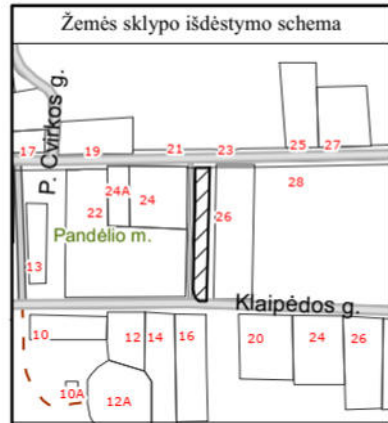 Žemės sklypo išdėstymo schema
P. Cvirkos g.
17
19
21
23
25
27
24A
24
22
26
28
Pandėlio m.
13
Klaipėdos g.
10
12
14
16
20
24
26
10A
12A